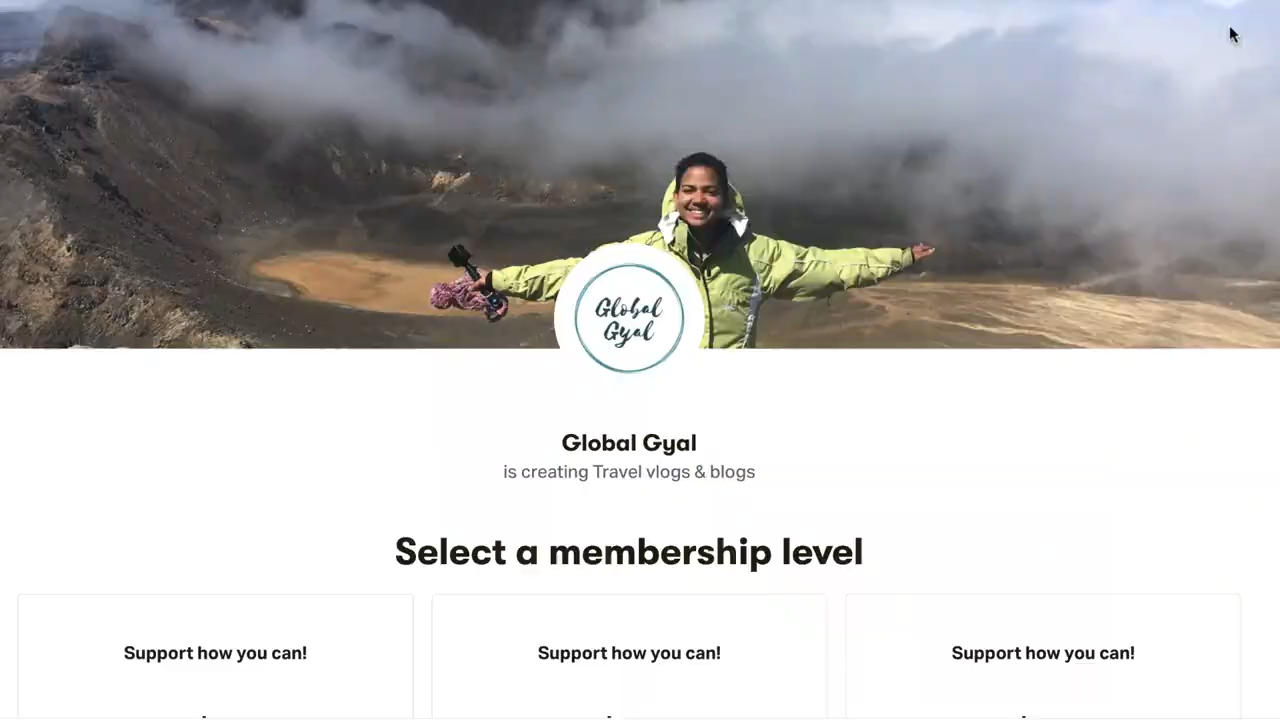 Global
Gyal
Global Gyal
is creating Travel vlogs & blogs
Select a membership level
Support how you can!
Support how you can!
Support how you can!